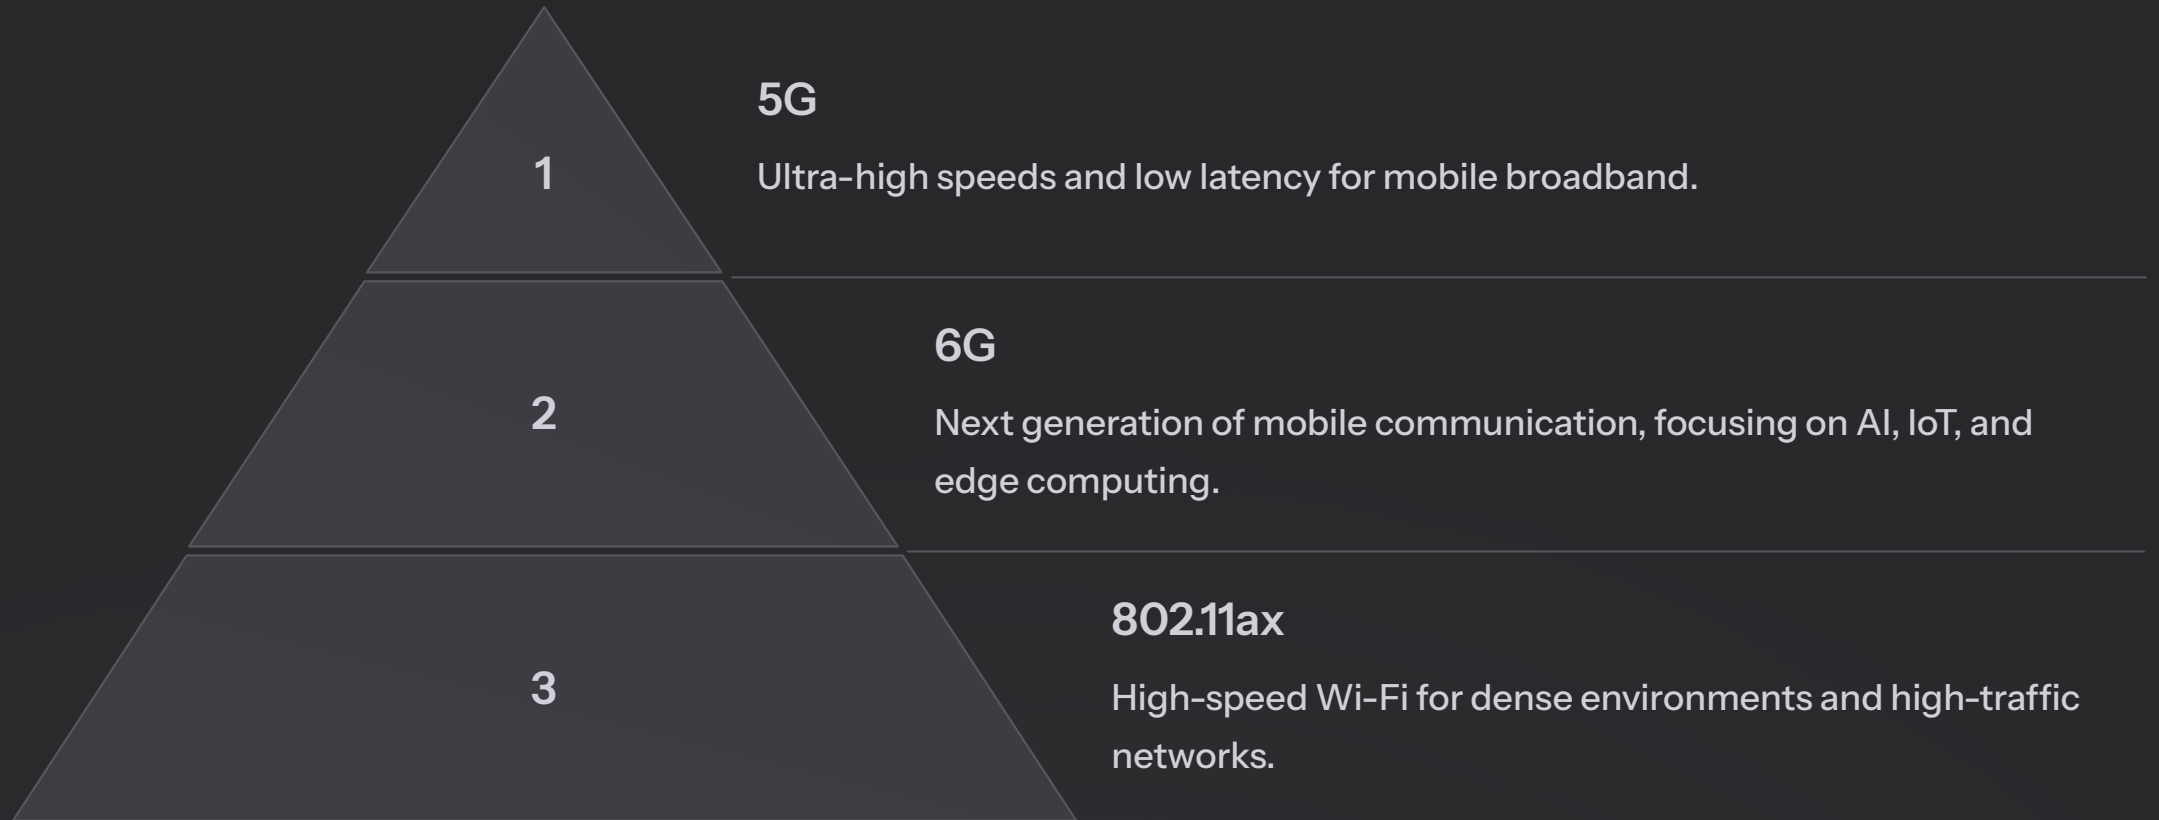 1
5G
Ultra-high speeds and low latency for mobile broadband.
2
6G
Next generation of mobile communication, focusing on AI, IoT, and
edge computing.
3
802.11ax
High-speed Wi-Fi for dense environments and high-traffic
networks.